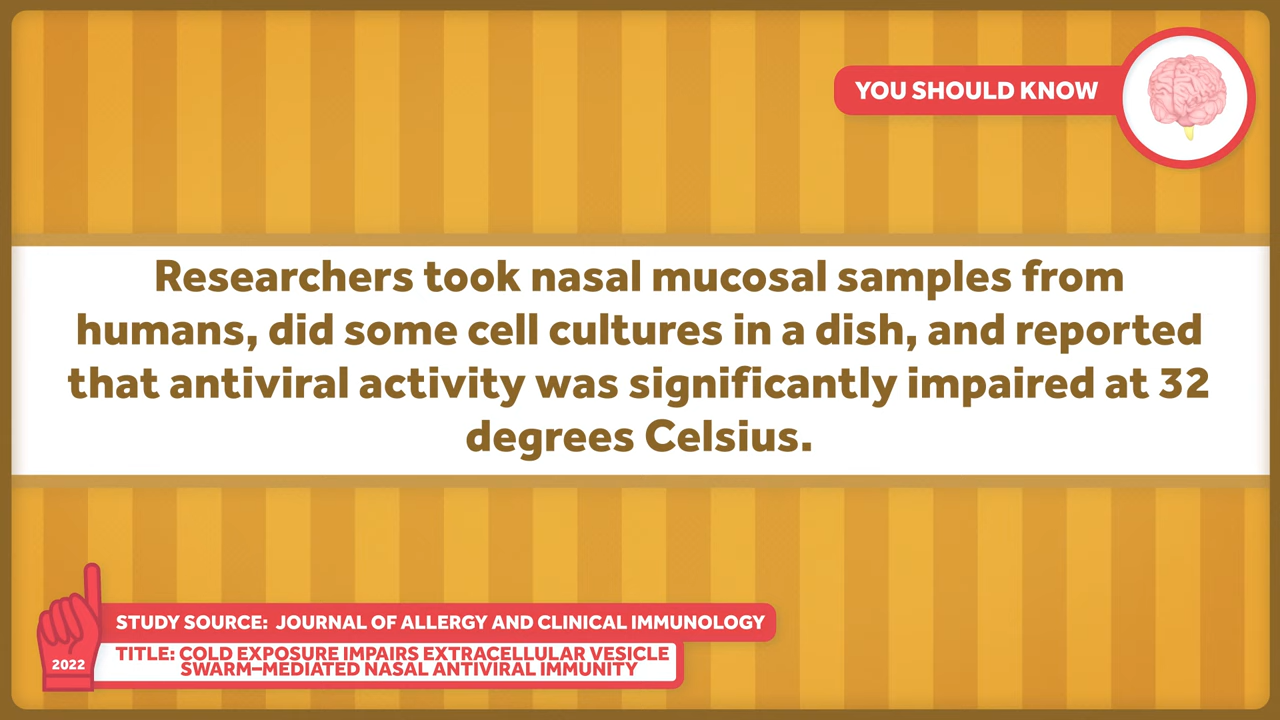 YOU SHOULD KNOW
Researchers took nasal mucosal samples from
humans, did some cell cultures in a dish, and reported
that antiviral activity was significantly impaired at 32
degrees Celsius.
STUDY SOURCE: JOURNAL OF ALLERGY AND CLINICAL IMMUNOLOGY
TITLE: COLD EXPOSURE IMPAIRS EXTRACELLULAR VESICLE
SWARM–MEDIATED NASAL ANTIVIRAL IMMUNITY
2022